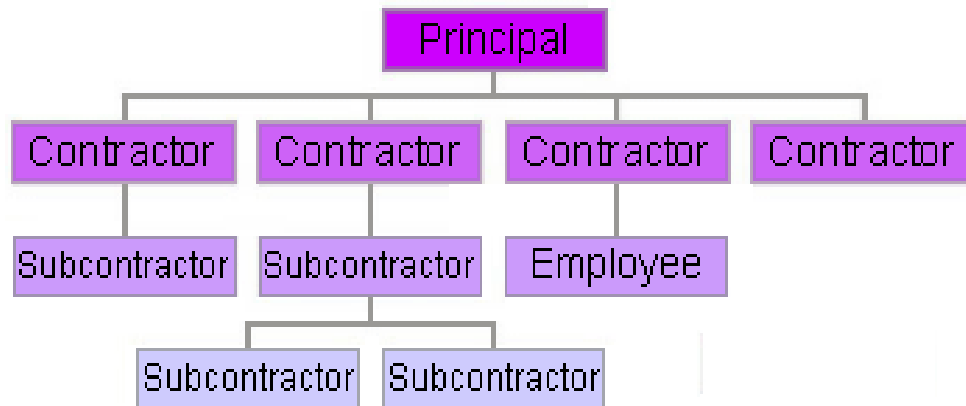 Principal
Contractor Contractor Contractor Contractor
Subcontractor Subcontractor Employee
Subcontractor Subcontractor